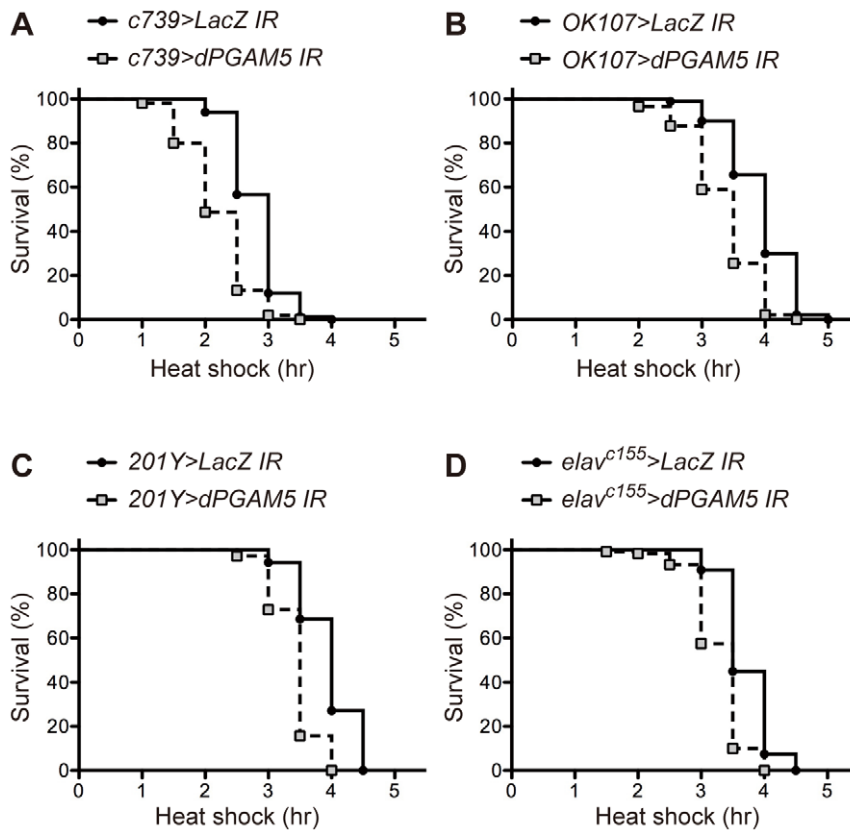 A
c739>LacZ IR
c739>dPGAM5 IR
100
80
60
40
20
0
Survival (%)
0 1 2 3 4 5
Heat shock (hr)
B
OK107>LacZ IR
OK107>dPGAM5 IR
100
80
60
40
20
0
Survival (%)
0 1 2 3 4 5
Heat shock (hr)
C
201Y>LacZ IR
201Y>dPGAM5 IR
100
80
60
40
20
0
Survival (%)
0 1 2 3 4 5
Heat shock (hr)
D
elavc155>LacZ IR
elavc155>dPGAM5 IR
100
80
60
40
20
0
Survival (%)
0 1 2 3 4 5
Heat shock (hr)